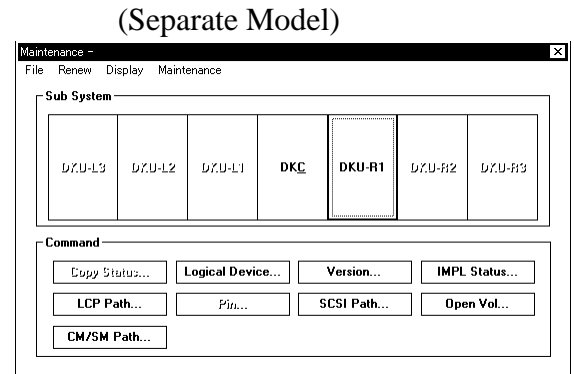 (Separate Model)
Maintenance -
File Renew Display Maintenance
Sub System
DKU-L3 DKU-L2 DKU-L1 DKC DKU-R1 DKU-R2 DKU-R3
Command
Copy Status... Logical Device... Version... IMPL Status...
LCP Path... Pin... SCSI Path... Open Vol...
CM/SM Path...